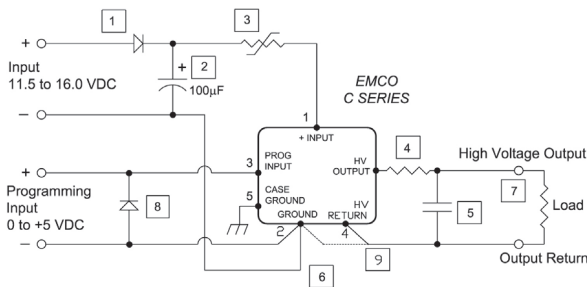 1
3
+
Input
11.5 to 16.0 VDC
−
+
2
100µF
EMCO
C SERIES
1
+ INPUT
+
3
PROG
INPUT
HV
OUTPUT
4
High Voltage Output
7
Programming
Input
0 to +5 VDC
8
5
CASE
GROUND
GROUND
HV
RETURN
5
Load
−
2
4
9
6
Output Return